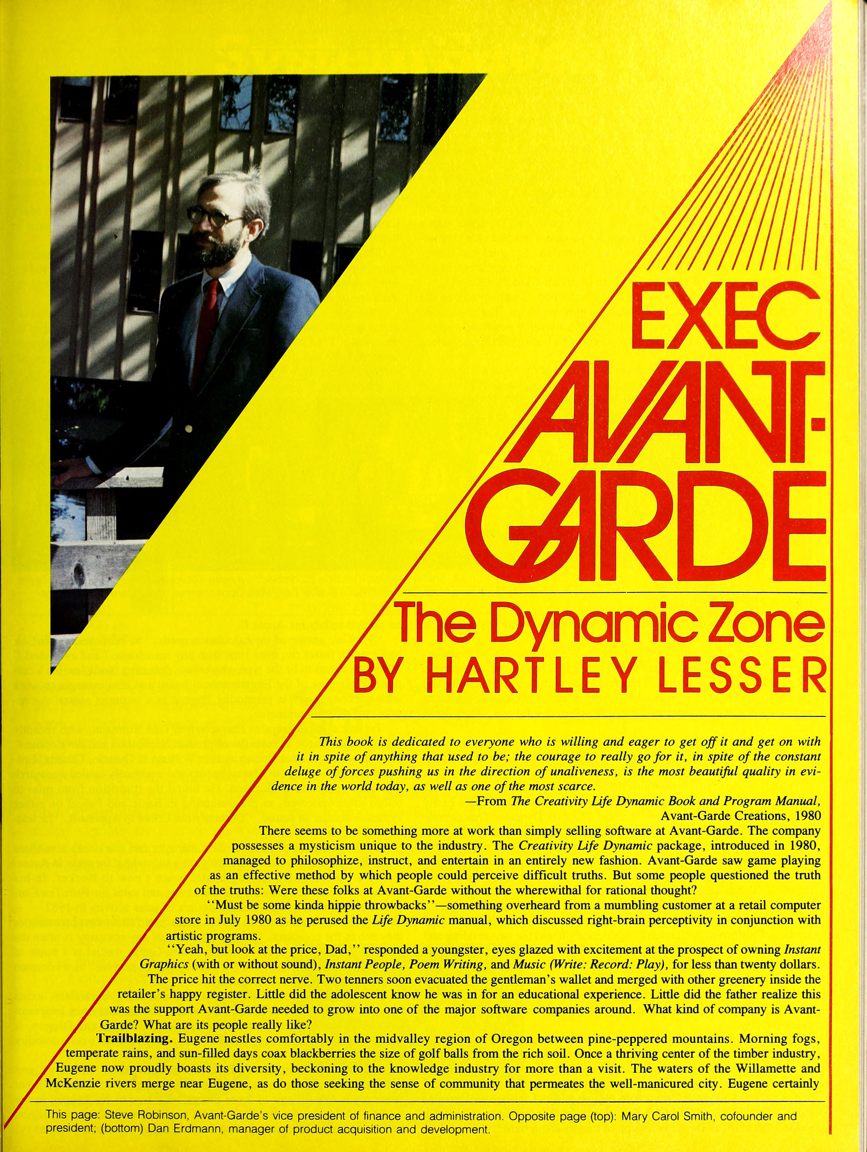 EXEC
AVANT-
GARDE
The Dynamic Zone
BY HARTLEY LESSER
This book is dedicated to everyone who is willing and eager to get off it and get on with
it in spite of anything that used to be; the courage to really go for it, in spite of the constant
deluge of forces pushing us in the direction of unaliveness, is the most beautiful quality in evi-
dence in the world today, as well as one of the most scarce.
—From The Creativity Life Dynamic Book and Program Manual,
Avant-Garde Creations, 1980
There seems to be something more at work than simply selling software at Avant-Garde. The company
possesses a mysticism unique to the industry. The Creativity Life Dynamic package, introduced in 1980,
managed to philosophize, instruct, and entertain in an entirely new fashion. Avant-Garde saw game playing
as an effective method by which people could perceive difficult truths. But some people questioned the truth
of the truths: Were these folks at Avant-Garde without the wherewithal for rational thought?
‘‘Must be some kinda hippie throwbacks’’—something overheard from a mumbling customer at a retail computer
store in July 1980 as he perused the Life Dynamic manual, which discussed right-brain perceptivity in conjunction with
artistic programs.
‘‘Yeah, but look at the price, Dad,’’ responded a youngster, eyes glazed with excitement at the prospect of owning Instant
Graphics (with or without sound), Instant People, Poem Writing, and Music (Write: Record: Play), for less than twenty dollars.
The price hit the correct nerve. Two tenners soon evacuated the gentleman's wallet and merged with other greenery inside the
retailer's happy register. Little did the adolescent know he was in for an educational experience. Little did the father realize this
was the support Avant-Garde needed to grow into one of the major software companies around. What kind of company is Avant-
Garde? What are its people really like?
Trailblazing. Eugene nestles comfortably in the midvalley region of Oregon between pine-peppered mountains. Morning fogs,
temperate rains, and sun-filled days coax blackberries the size of golf balls from the rich soil. Once a thriving center of the timber industry,
Eugene now proudly boasts its diversity, beckoning to the knowledge industry for more than a visit. The waters of the Willamette and
McKenzie rivers merge near Eugene, as do those seeking the sense of community that permeates the well-manicured city. Eugene certainly
This page: Steve Robinson, Avant-Garde's vice president of finance and administration. Opposite page (top): Mary Carol Smith, cofounder and
president; (bottom) Dan Erdmann, manager of product acquisition and development.